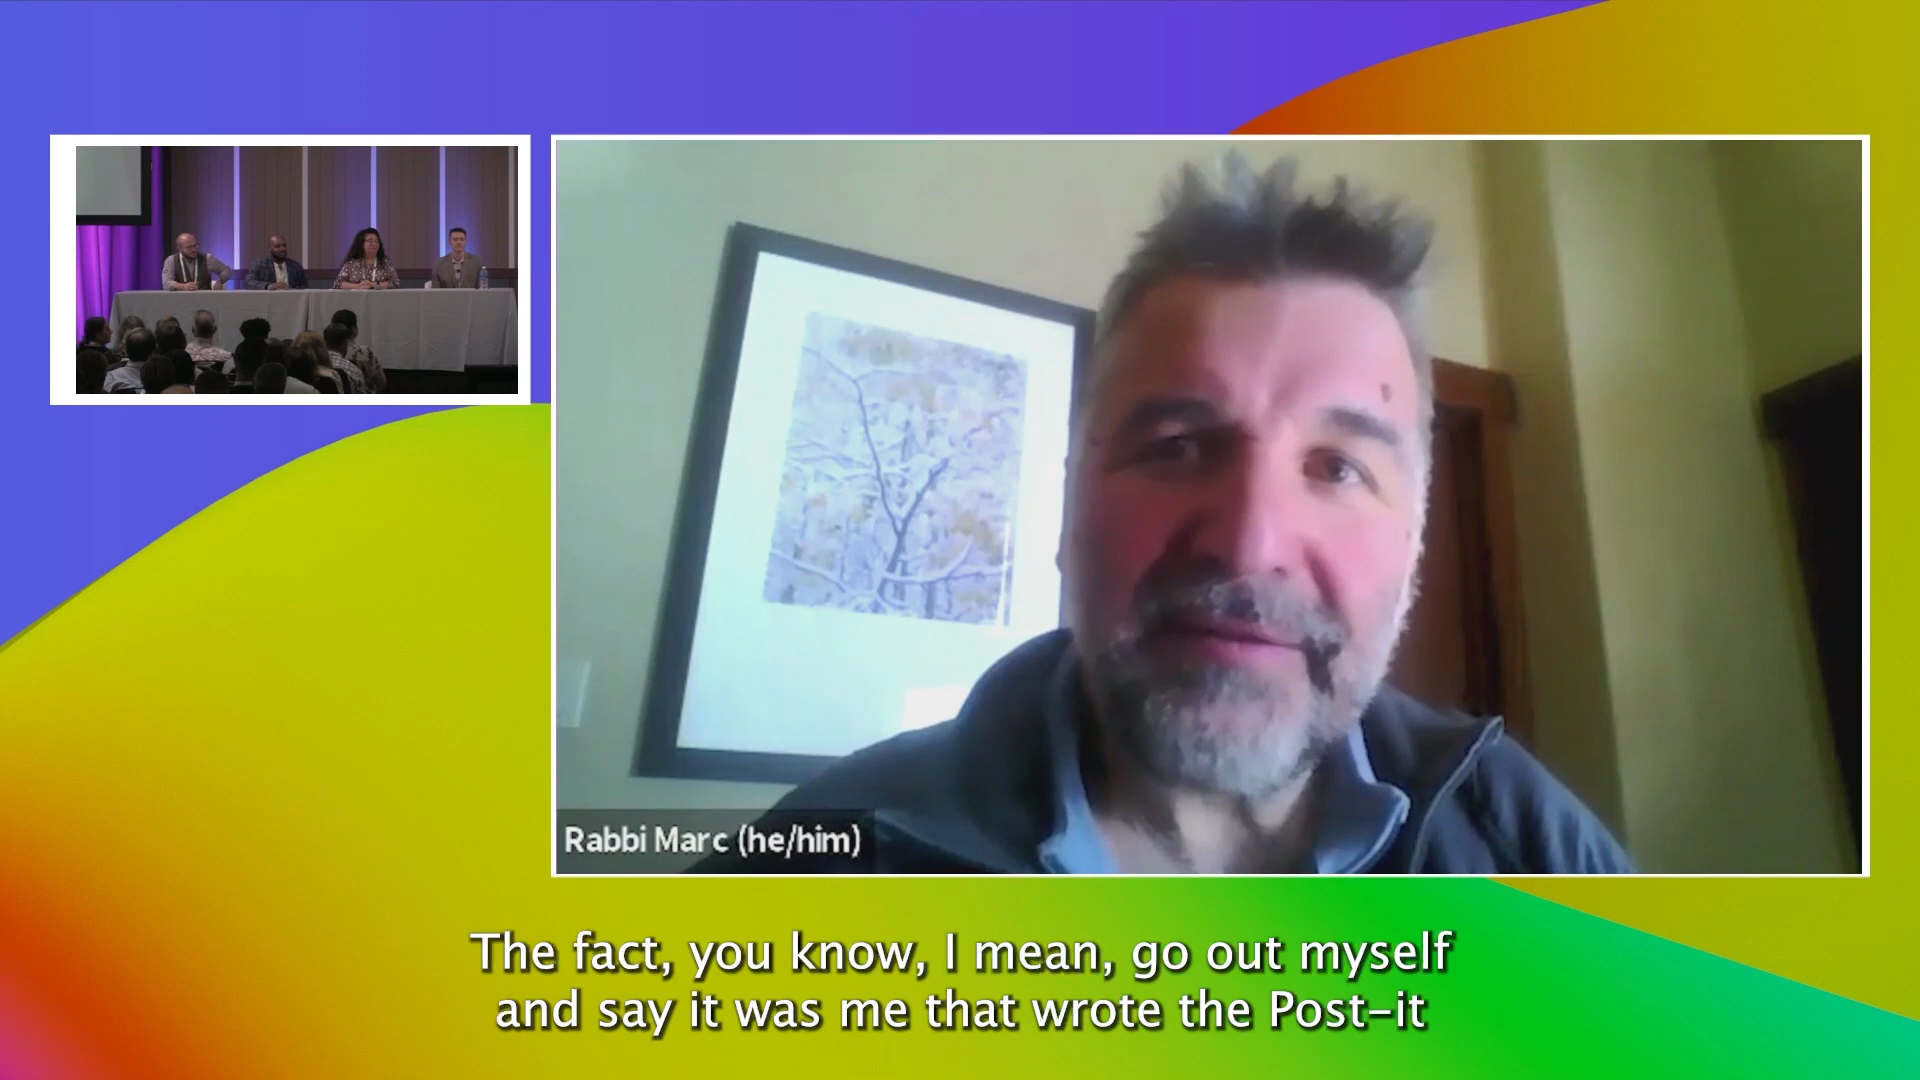 Rabbi Marc (he/him)
The fact, you know, I mean, go out myself
and say it was me that wrote the Post-it